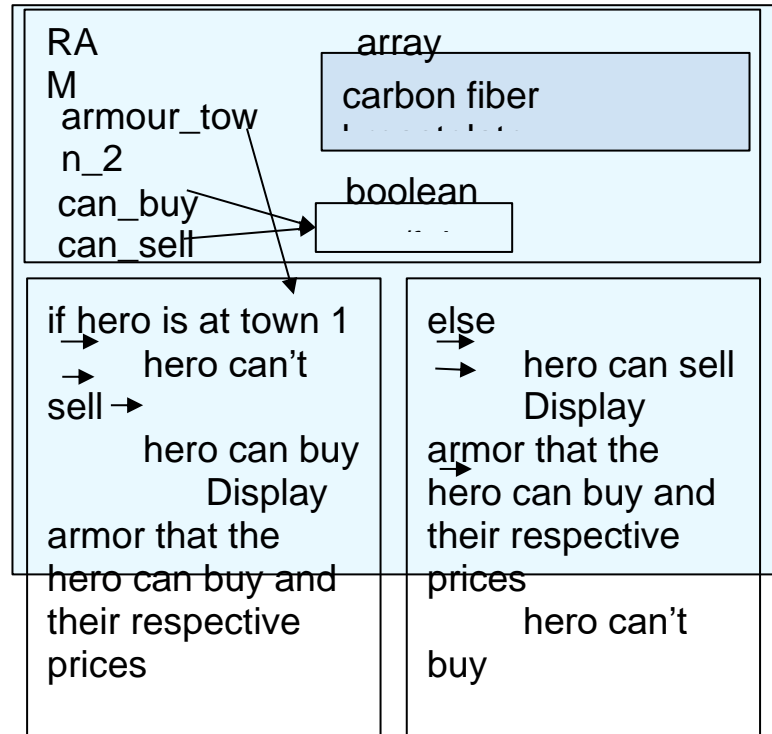 RA
M
armour_tow
n_2
can_buy
can_sell
array
carbon fiber
boolean
if hero is at town 1
hero can't
sell
hero can buy
Display
armor that the
hero can buy and
their respective
prices
else
hero can sell
Display
armor that the
hero can buy and
their respective
prices
hero can't
buy